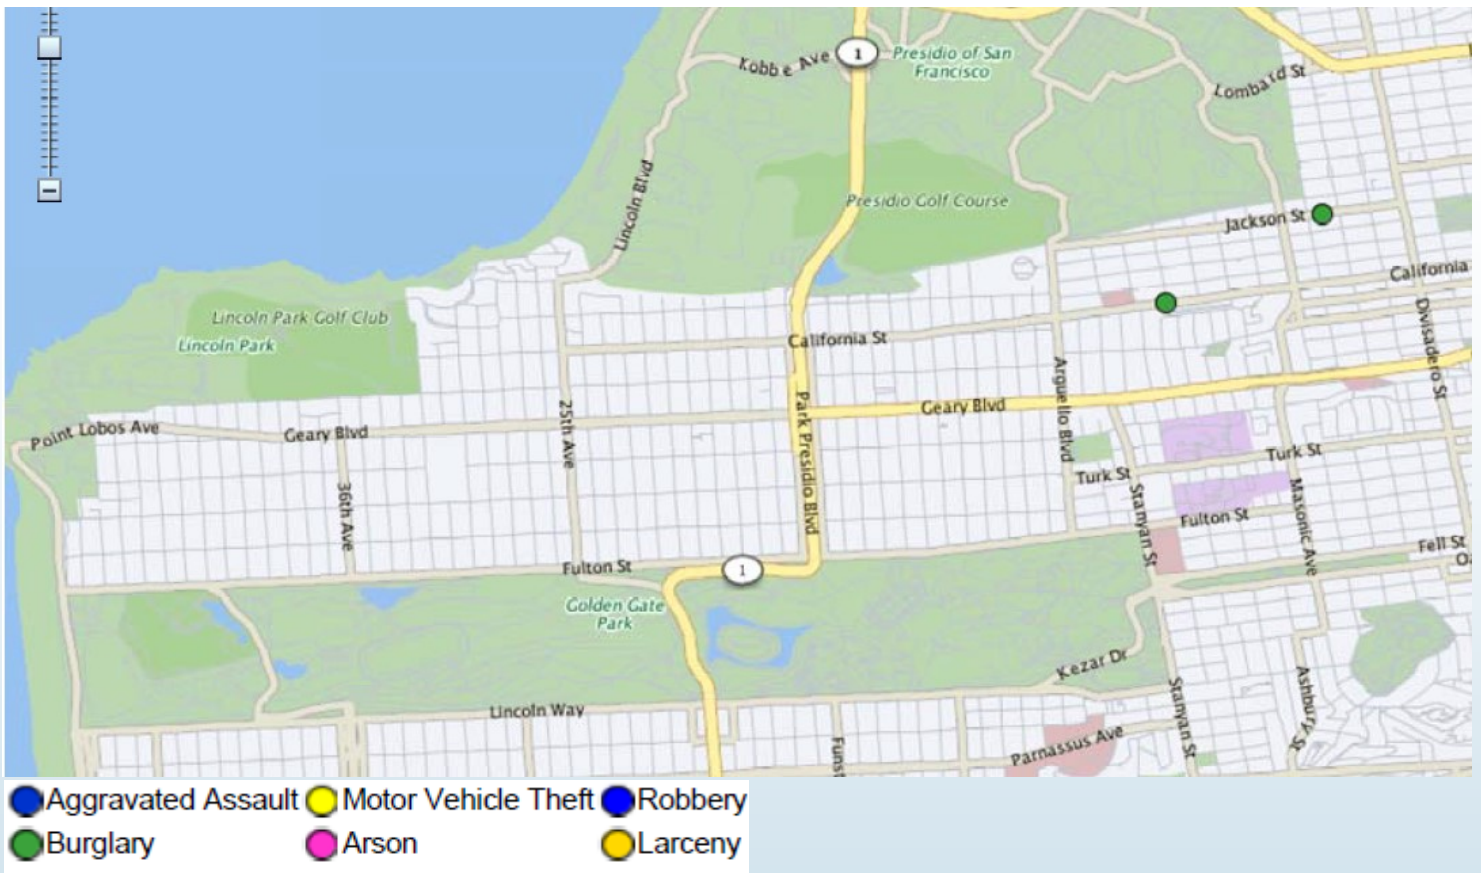 Kobbe Ave
1
Presidio of San
Francisco
Lombard St
Lincoln Blvd
Presidio Golf Course
Jackson St
California
Lincoln Park Golf Club
Lincoln Park
California St
Divisadero St
Point Lobos Ave
Geary Blvd
25th Ave
Park Presidio Blvd
Geary Blvd
Arguello Blvd
Turk St
Turk St
36th Ave
Stanyan St
Masonic Ave
Fulton St
Fell St
O
Fulton St
1
Golden Gate
Park
Kezar Dr
Lincoln Way
Stanyan St
Ashbury St
Funst
Parnassus Ave
Aggravated Assault
Motor Vehicle Theft
Robbery
Burglary
Arson
Larceny